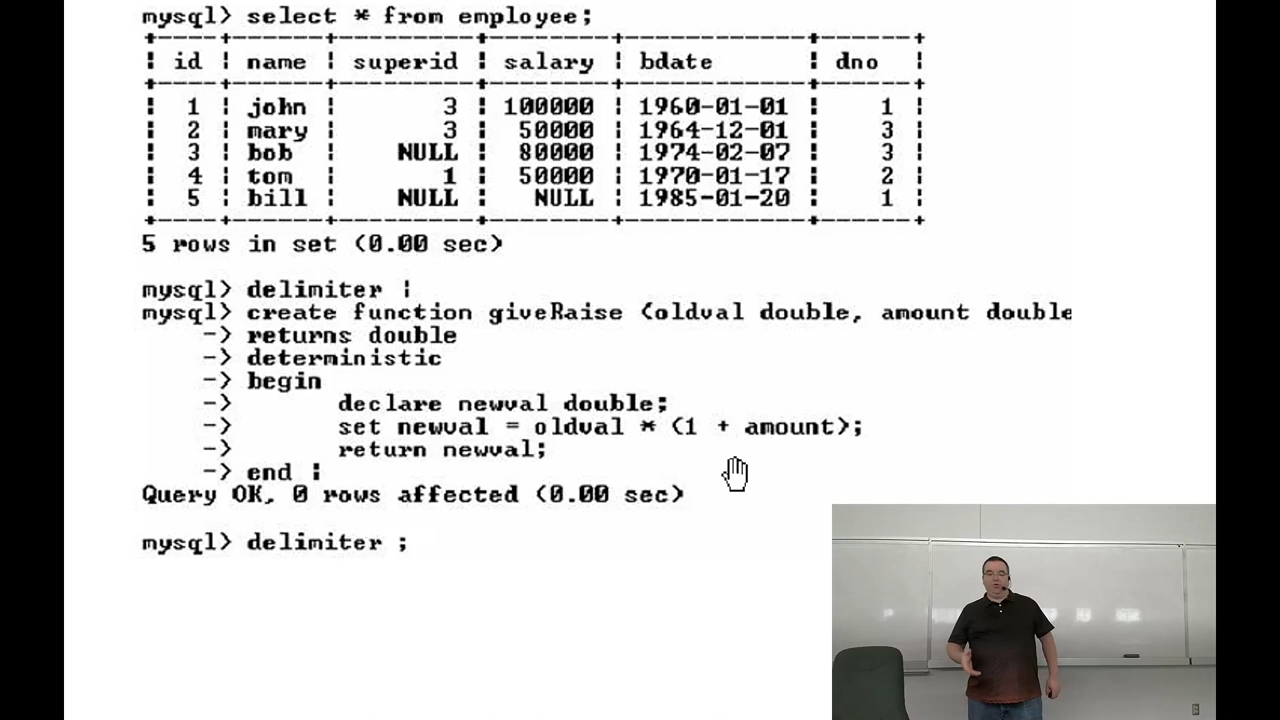 mysql> select * from employee;
+----+------+---------+--------+------------+------+
| id | name | superid | salary | bdate | dno |
+----+------+---------+--------+------------+------+
| 1 | john | 3 | 100000 | 1960-01-01 | 1 |
| 2 | mary | 3 | 50000 | 1964-12-01 | 3 |
| 3 | bob | NULL | 80000 | 1974-02-07 | 3 |
| 4 | tom | 1 | 50000 | 1970-01-17 | 2 |
| 5 | bill | NULL | NULL | 1985-01-20 | 1 |
+----+------+---------+--------+------------+------+
5 rows in set (0.00 sec)
mysql> delimiter |
mysql> create function giveRaise (oldval double, amount double
-> returns double
-> deterministic
-> begin
-> declare newval double;
-> set newval = oldval * (1 + amount);
-> return newval;
-> end |
Query OK, 0 rows affected (0.00 sec)
mysql> delimiter ;